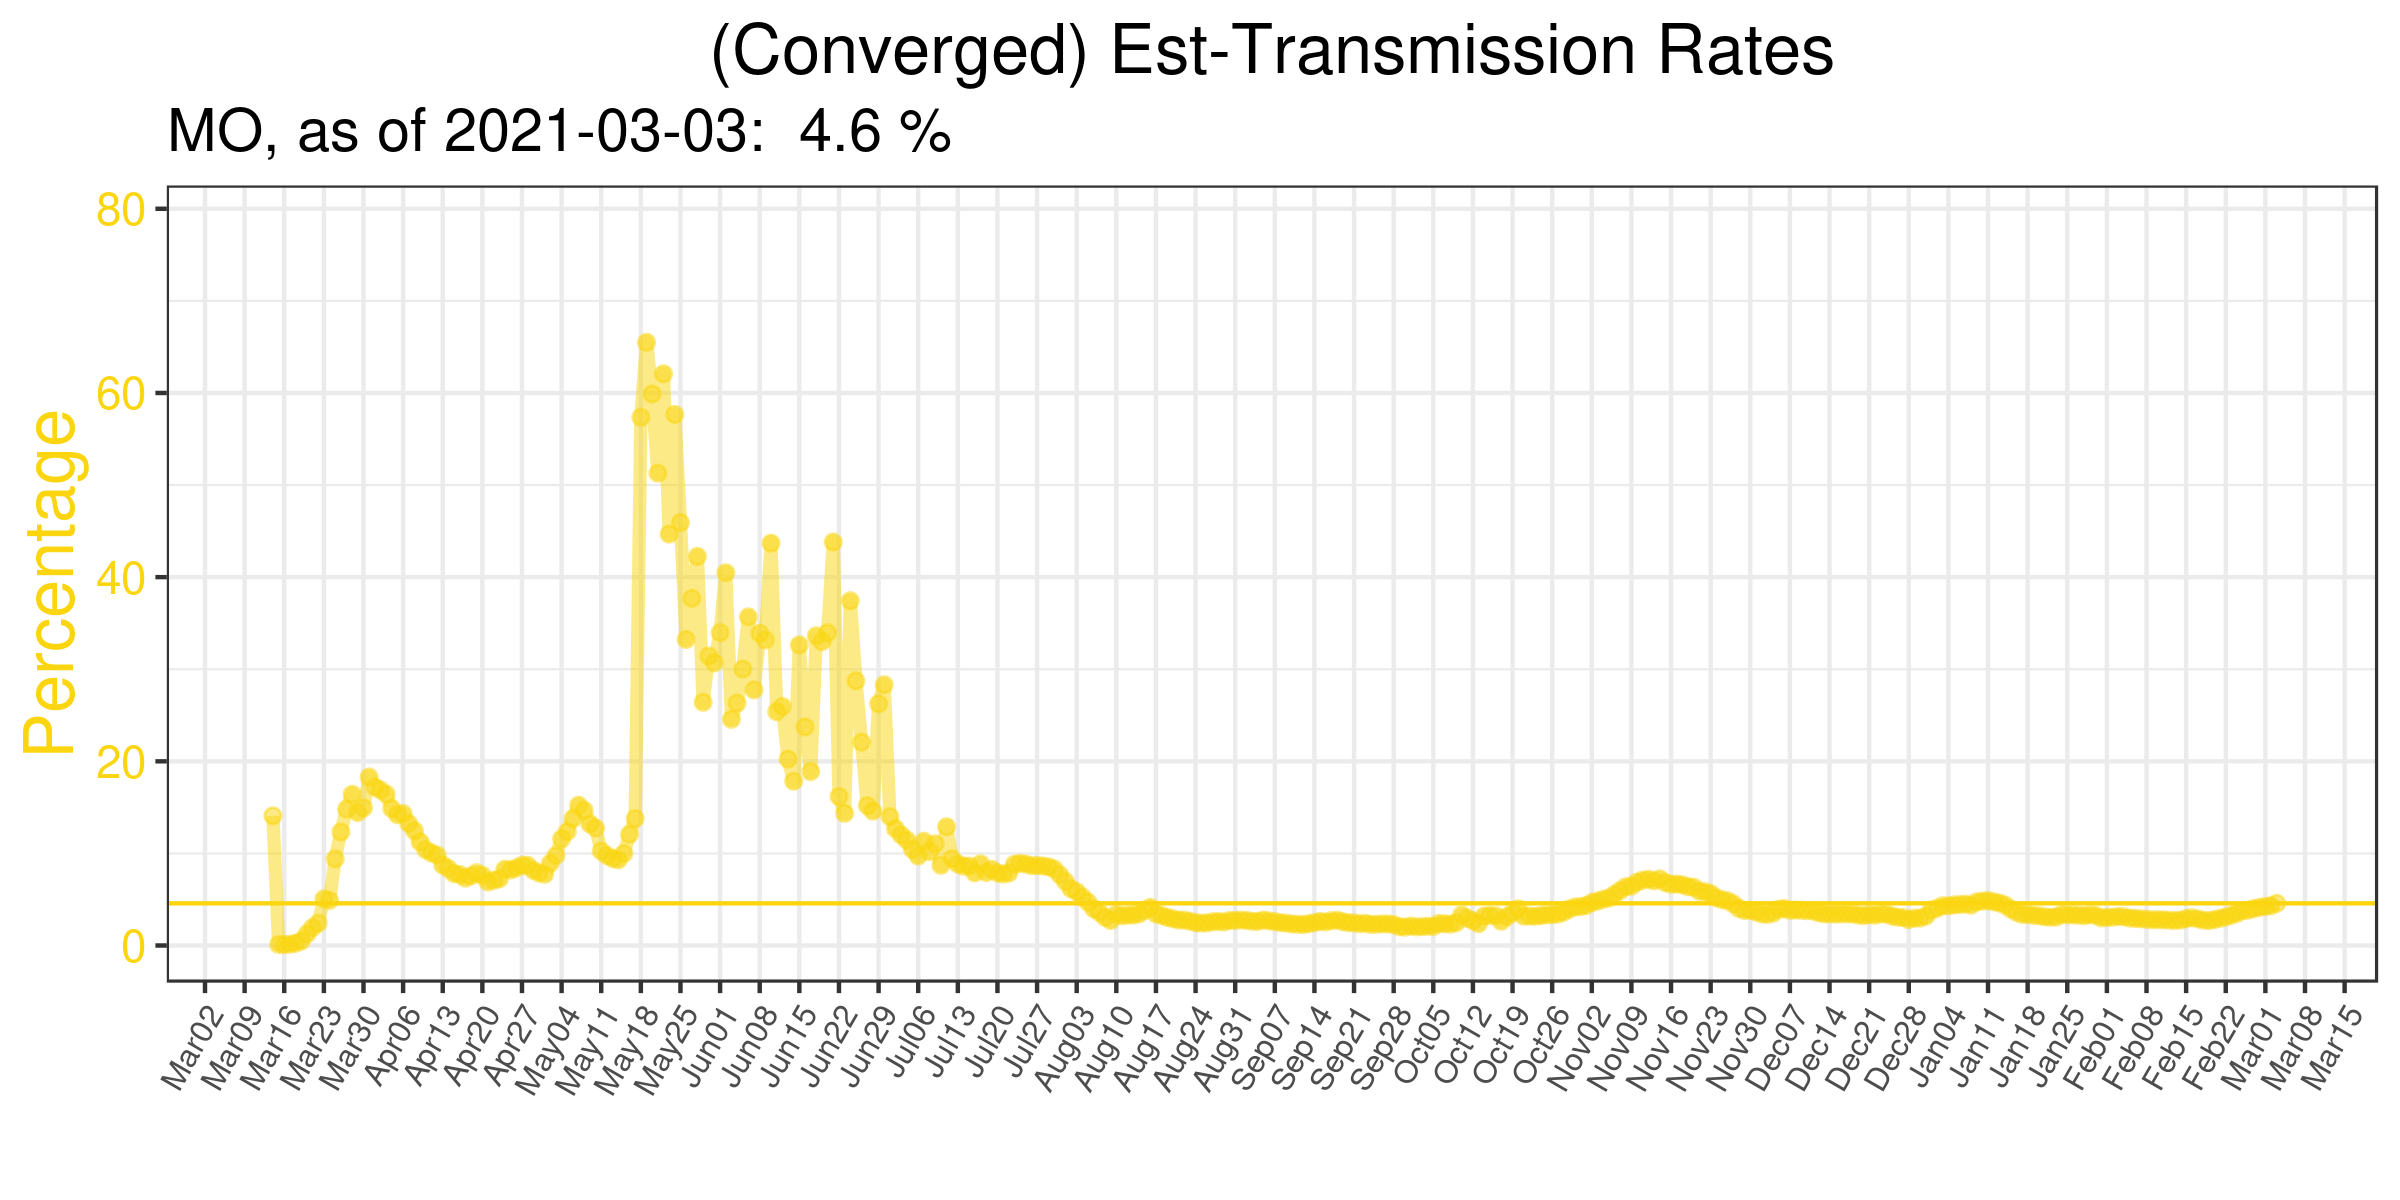 (Converged) Est-Transmission Rates
MO, as of 2021-03-03:  4.6 %
Percentage
80
60
40
20
0
Mar02
Mar09
Mar16
Mar23
Mar30
Apr06
Apr13
Apr20
Apr27
May04
May11
May18
May25
Jun01
Jun08
Jun15
Jun22
Jun29
Jul06
Jul13
Jul20
Jul27
Aug03
Aug10
Aug17
Aug24
Aug31
Sep07
Sep14
Sep21
Sep28
Oct05
Oct12
Oct19
Oct26
Nov02
Nov09
Nov16
Nov23
Nov30
Dec07
Dec14
Dec21
Dec28
Jan04
Jan11
Jan18
Jan25
Feb01
Feb08
Feb15
Feb22
Mar01
Mar08
Mar15